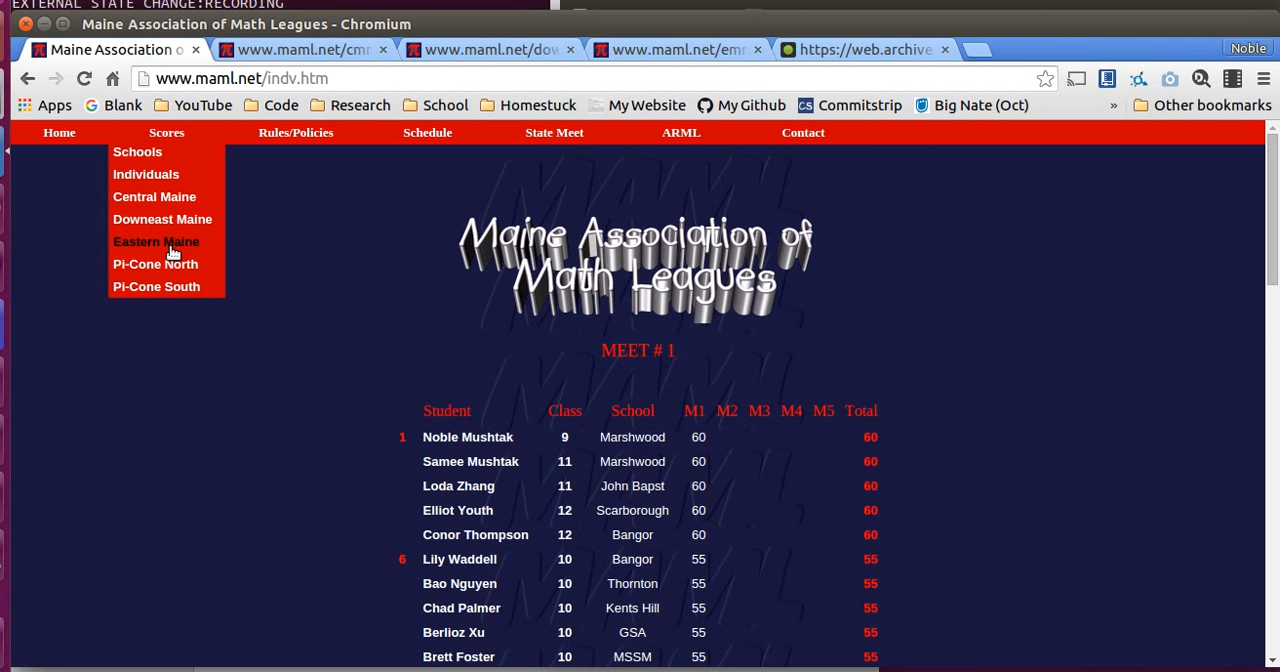 EXTERNAL STATE CHANGE:RECORDING
Maine Association of Math Leagues - Chromium
Maine Association o × www.maml.net/cmm × www.maml.net/dow × www.maml.net/emm × https://web.archive × Noble
www.maml.net/indv.htm
Apps Blank YouTube Code Research School Homestuck My Website My Github CS Commitstrip Big Nate (Oct) » Other bookmarks
Home Scores Rules/Policies Schedule State Meet ARML Contact
Schools
Individuals
Central Maine
Downeast Maine
Eastern Maine
Pi-Cone North
Pi-Cone South
Maine Association of
Math Leagues
MEET # 1
Student Class School M1 M2 M3 M4 M5 Total
1 Noble Mushtak 9 Marshwood 60 60
Samee Mushtak 11 Marshwood 60 60
Loda Zhang 11 John Bapst 60 60
Elliot Youth 12 Scarborough 60 60
Conor Thompson 12 Bangor 60 60
6 Lily Waddell 10 Bangor 55 55
Bao Nguyen 10 Thornton 55 55
Chad Palmer 10 Kents Hill 55 55
Berlioz Xu 10 GSA 55 55
Brett Foster 10 MSSM 55 55